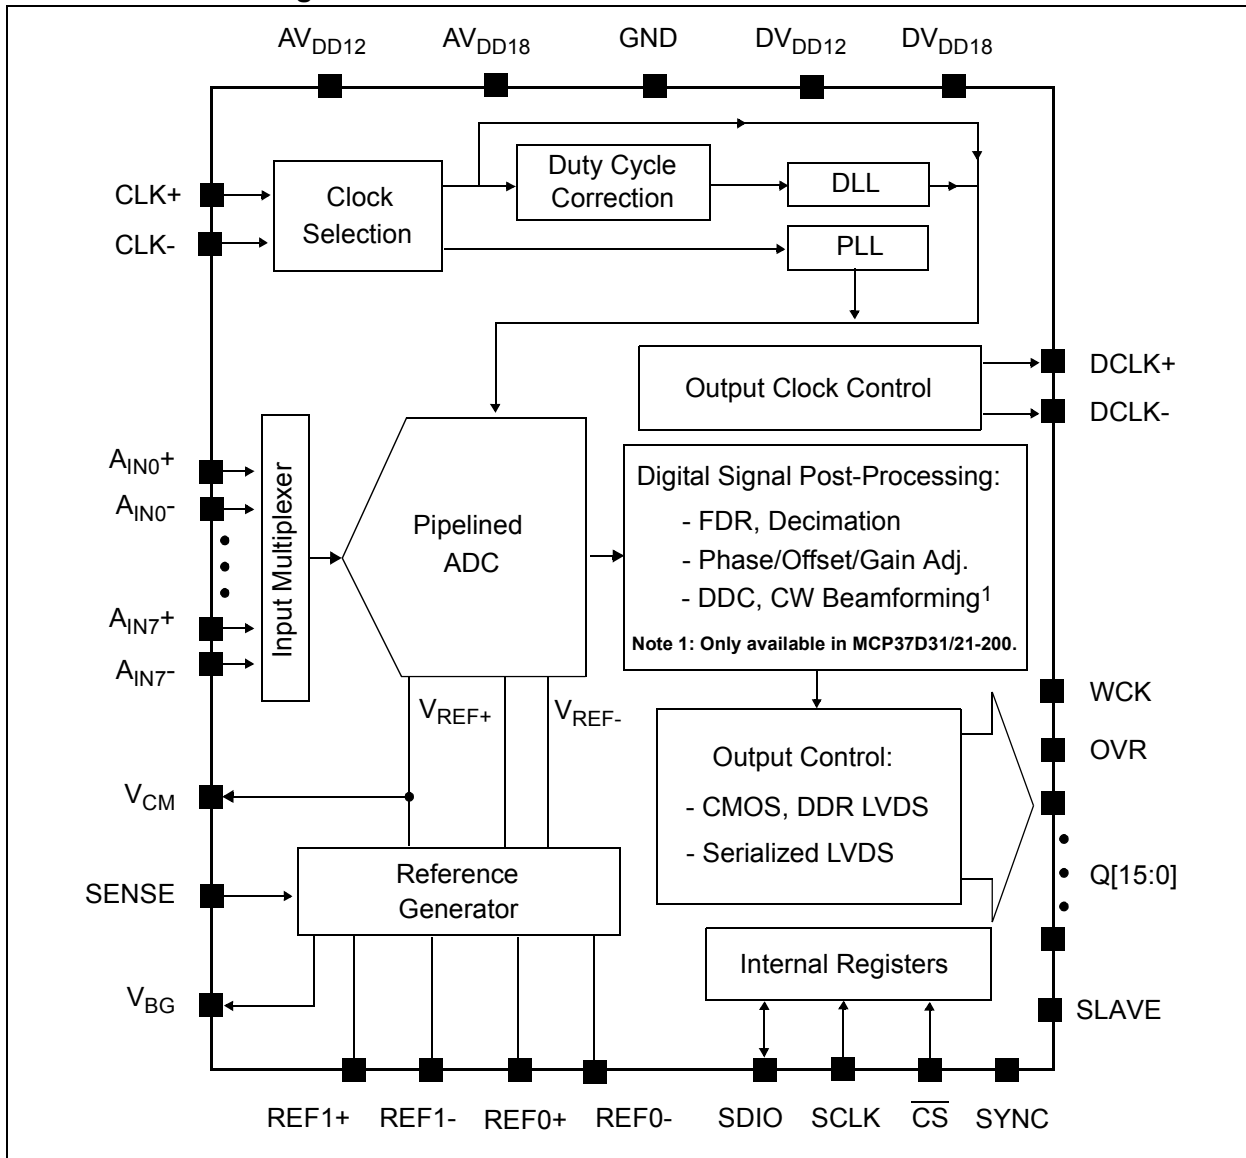 AVDD12 AVDD18 GND DVDD12 DVDD18
CLK+
CLK-
Clock
Selection
Duty Cycle
Correction
DLL
PLL
Output Clock Control
DCLK+
DCLK-
AIN0+
AIN0-
AIN7+
AIN7-
Input Multiplexer
Pipelined
ADC
Digital Signal Post-Processing:
- FDR, Decimation
- Phase/Offset/Gain Adj.
- DDC, CW Beamforming1
Note 1: Only available in MCP37D31/21-200.
VREF+
VREF-
Output Control:
- CMOS, DDR LVDS
- Serialized LVDS
WCK
OVR
Q[15:0]
VCM
SENSE
Reference
Generator
VBG
Internal Registers
SLAVE
REF1+ REF1- REF0+ REF0- SDIO SCLK CS SYNC